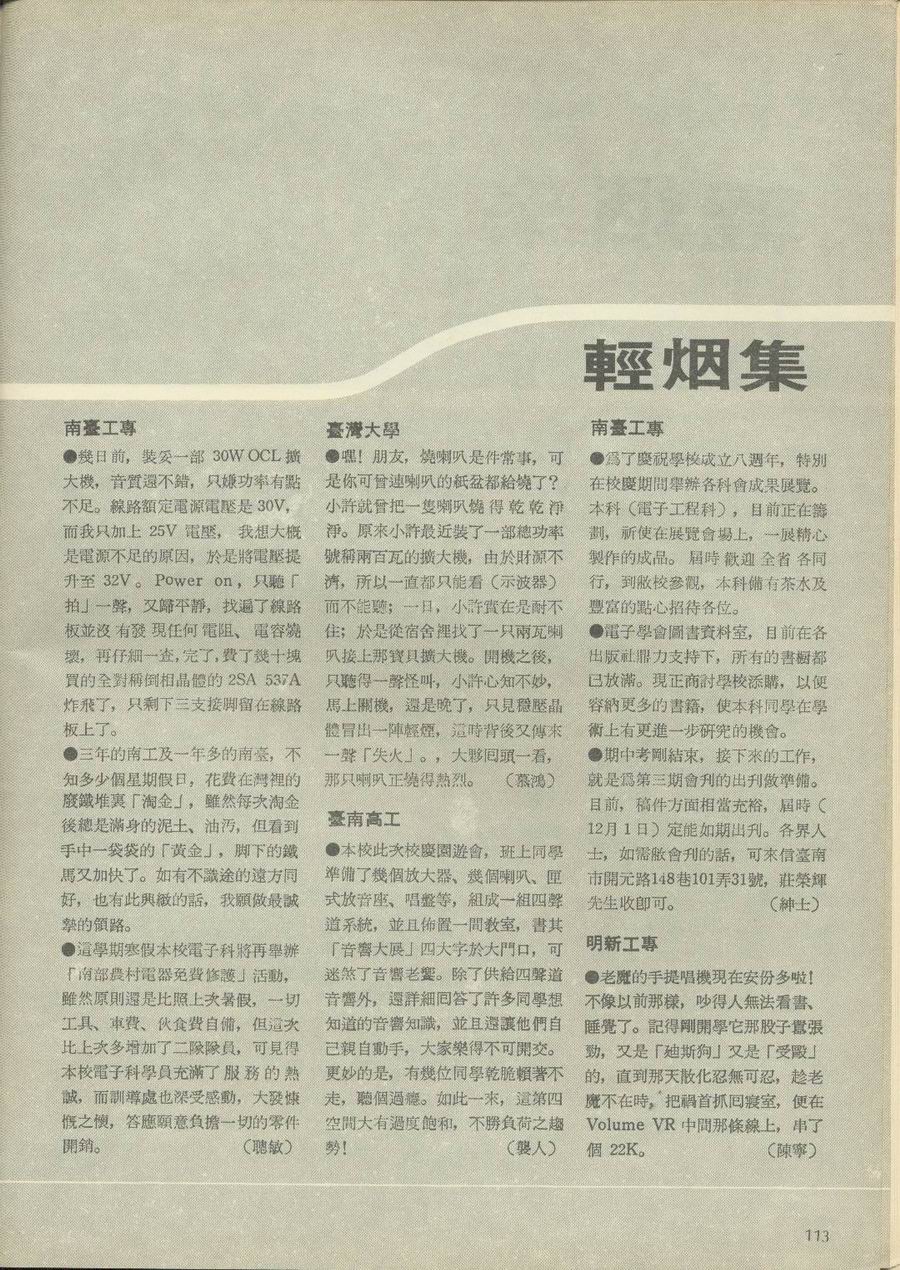 輕烟集
南臺工專
●幾日前，裝妥一部 30W OCL 擴
大機，音質還不錯，只嫌功率有點
不足。線路額定電源電壓是 30V，
而我只加上 25V 電壓， 我想大概
是電源不足的原因，於是將電壓提
升至 32V 。Power on，只聽「
拍」一聲，又歸平靜，找遍了線路
板並沒有發現任何電阻、電容燒
壞，再仔細一查，完了，費了幾十塊
買的全對稱倒相晶體的 2SA 537A
炸飛了，只剩下三支接脚留在線路
板上了。
●三年的南工及一年多的南臺，不
知多少個星期假日，花費在灣裡的
廢鐵堆裏「淘金」，雖然每次淘金
後總是滿身的泥土、油汚，但看到
手中一袋袋的「黃金」，脚下的鐵
馬又加快了。如有不識途的遠方同
好，也有此興緻的話，我願做最誠
摯的領路。
●這學期寒假本校電子科將再舉辦
「南部農村電器免費修護」活動，
雖然原則還是比照上次暑假，一切
工具、車費、伙食費自備，但這次
比上次多增加了二隊隊員，可見得
本校電子科學員充滿了服務的熱
誠，而訓導處也深受感動，大發慷
慨之懷，答應願意負擔一切的零件
開銷。 （聰敏）
臺灣大學
●嘿！朋友，燒喇叭是件常事，可
是你可曾連喇叭的紙盆都給燒了？
小許就曾把一隻喇叭燒得乾乾淨
淨。原來小許最近裝了一部總功率
號稱兩百瓦的擴大機，由於財源不
濟，所以一直都只能看（示波器）
而不能聽；一日，小許實在是耐不
住；於是從宿舍裡找了一只兩瓦喇
叭接上那寶貝擴大機。開機之後，
只聽得一聲怪叫，小許心知不妙，
馬上關機，還是晚了，只見穩壓晶
體冒出一陣輕煙，這時背後又傳來
一聲「失火」。，大夥囘頭一看，
那只喇叭正燒得熱烈。 （慕鴻）
臺南高工
●本校此次校慶園遊會，班上同學
準備了幾個放大器、幾個喇叭、匣
式放音座、唱盤等，組成一組四聲
道系統，並且佈置一間教室，書其
「音響大展」四大字於大門口，可
迷煞了音響老饕。除了供給四聲道
音響外，還詳細囘答了許多同學想
知道的音響知識，並且還讓他們自
己親自動手，大家樂得不可開交。
更妙的是，有幾位同學乾脆賴著不
走，聽個過癮。如此一來，這第四
空間大有過度飽和，不勝負荷之趨
勢！ （襲人）
南臺工專
●爲了慶祝學校成立八週年，特別
在校慶期間舉辦各科會成果展覽。
本科（電子工程科），目前正在籌
劃，祈使在展覽會場上，一展精心
製作的成品。 屆時歡迎全省各同
行，到敝校參觀，本科備有茶水及
豐富的點心招待各位。
●電子學會圖書資料室，目前在各
出版社鼎力支持下，所有的書櫥都
已放滿。現正商討學校添購，以便
容納更多的書籍，使本科同學在學
術上有更進一步硏究的機會。
●期中考剛結束，接下來的工作，
就是爲第三期會刋的出刋做準備。
目前，稿件方面相當充裕，屆時（
12月 1 日）定能如期出刋。各界人
士，如需敝會刋的話，可來信臺南
市開元路148巷101弄31號，莊榮輝
先生收卽可。 （紳士）
明新工專
●老魔的手提唱機現在安份多啦！
不像以前那樣，吵得人無法看書、
睡覺了。記得剛開學它那股子囂張
勁，又是「廸斯狗」又是「受毆」
的，直到那天散化忍無可忍，趁老
魔不在時，把禍首抓囘寢室，便在
Volume VR 中間那條線上，串了
個 22K。 （陳寧）
113